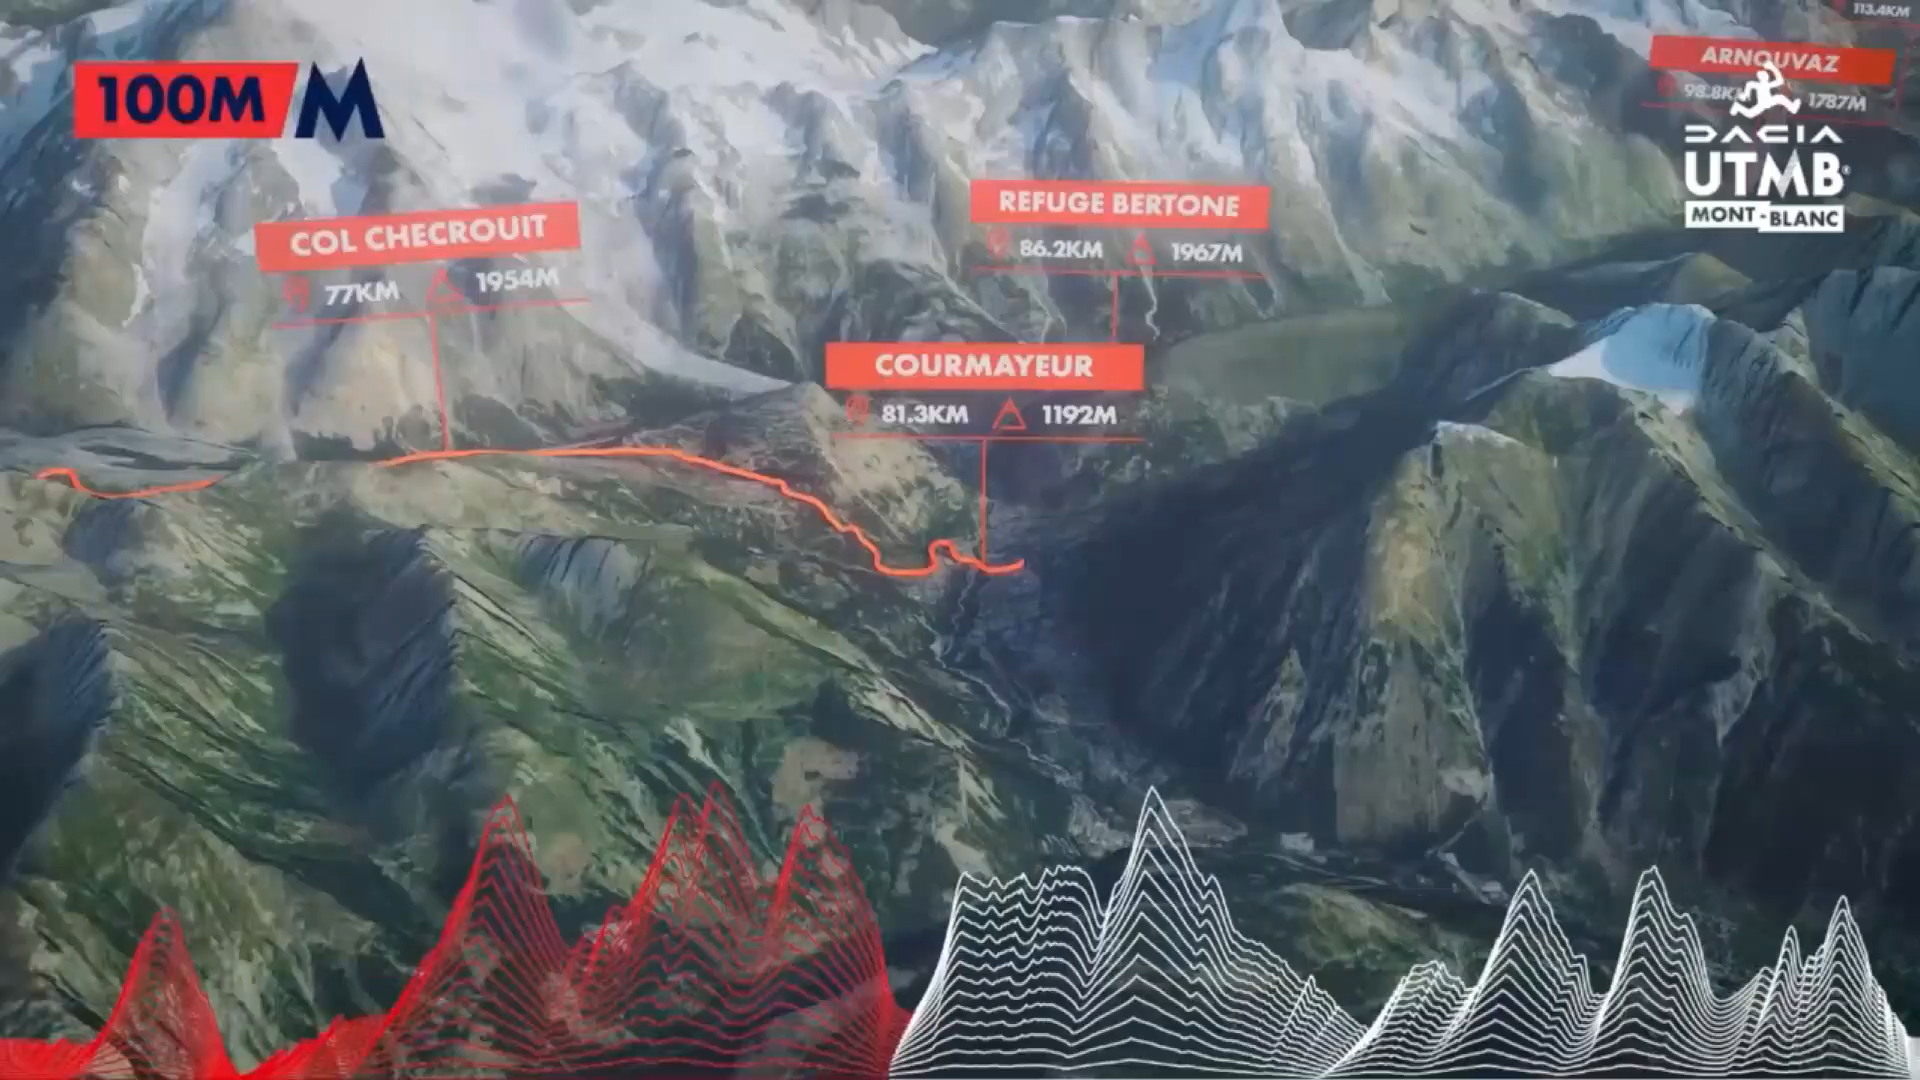 113.4KM
ARNOUVAZ
98.8KM 1787M
100M M
DACIA
UTMB®
MONT-BLANC
REFUGE BERTONE
86.2KM 1967M
COL CHECROUIT
77KM 1954M
COURMAYEUR
81.3KM 1192M